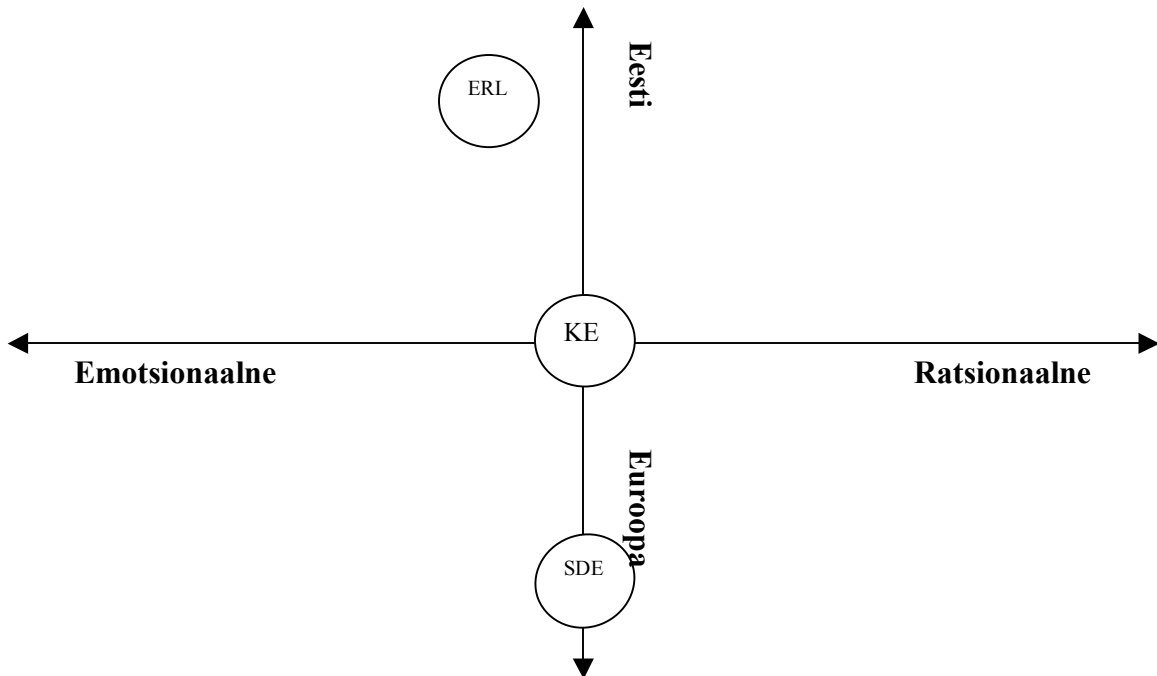 Eesti
ERL
KE
Emotsionaalne
Ratsionaalne
Euroopa
SDE